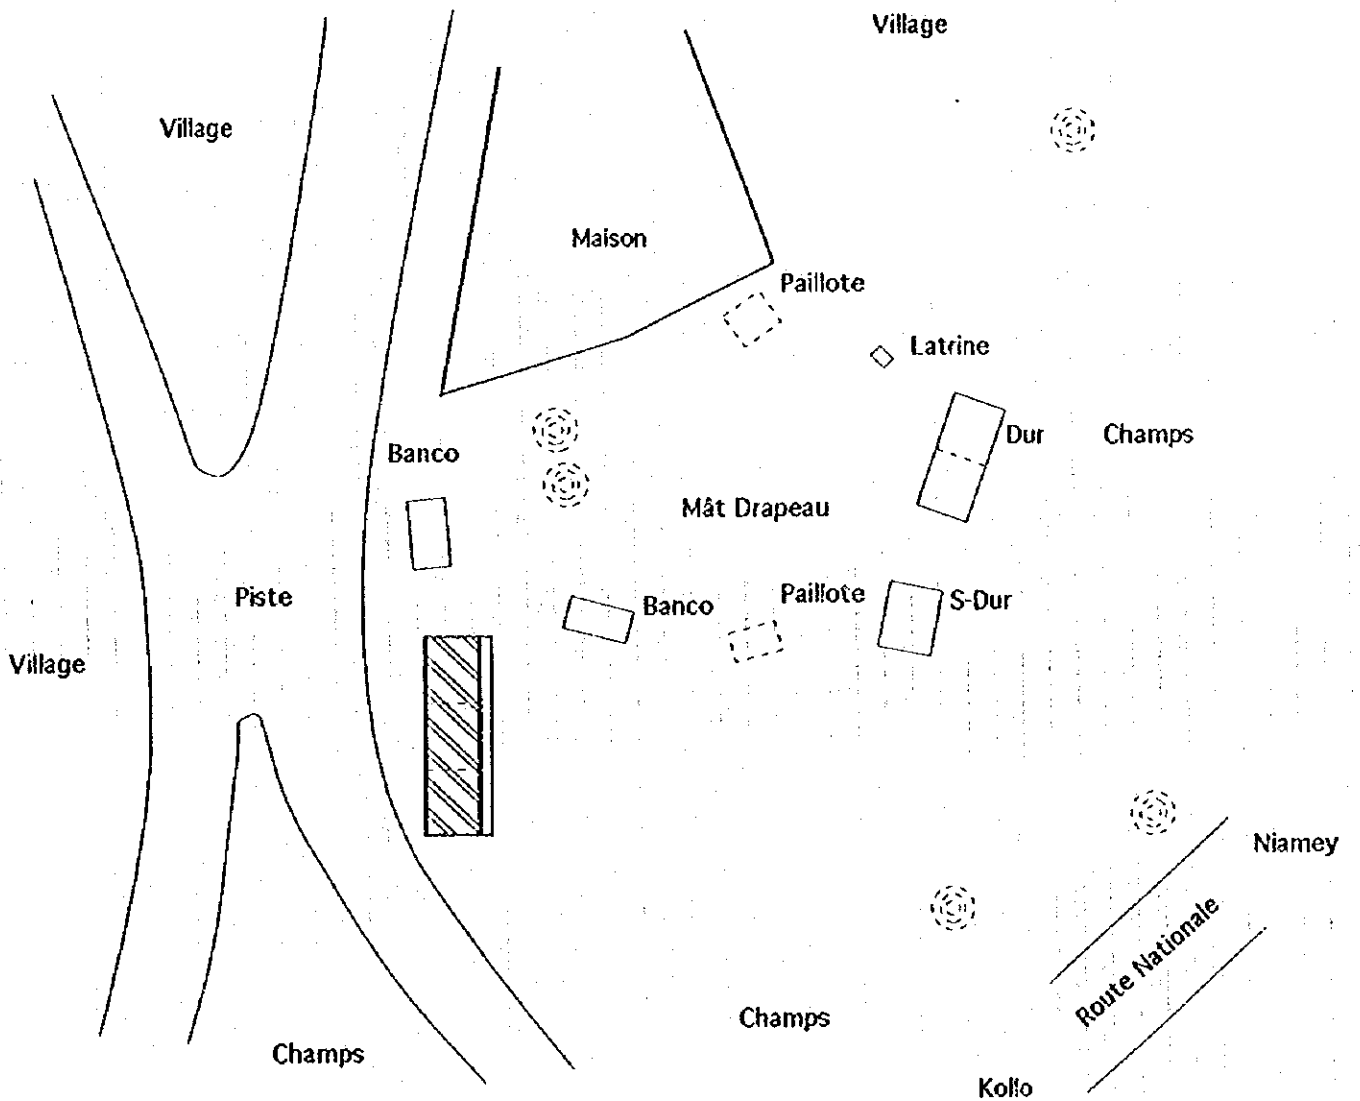 Village
Village
Maison
Paillote
Latrine
Dur
Champs
Banco
Mât Drapeau
Piste
Banco
Paillote
S-Dur
Village
Niamey
Route Nationale
Champs
Champs
Kollo